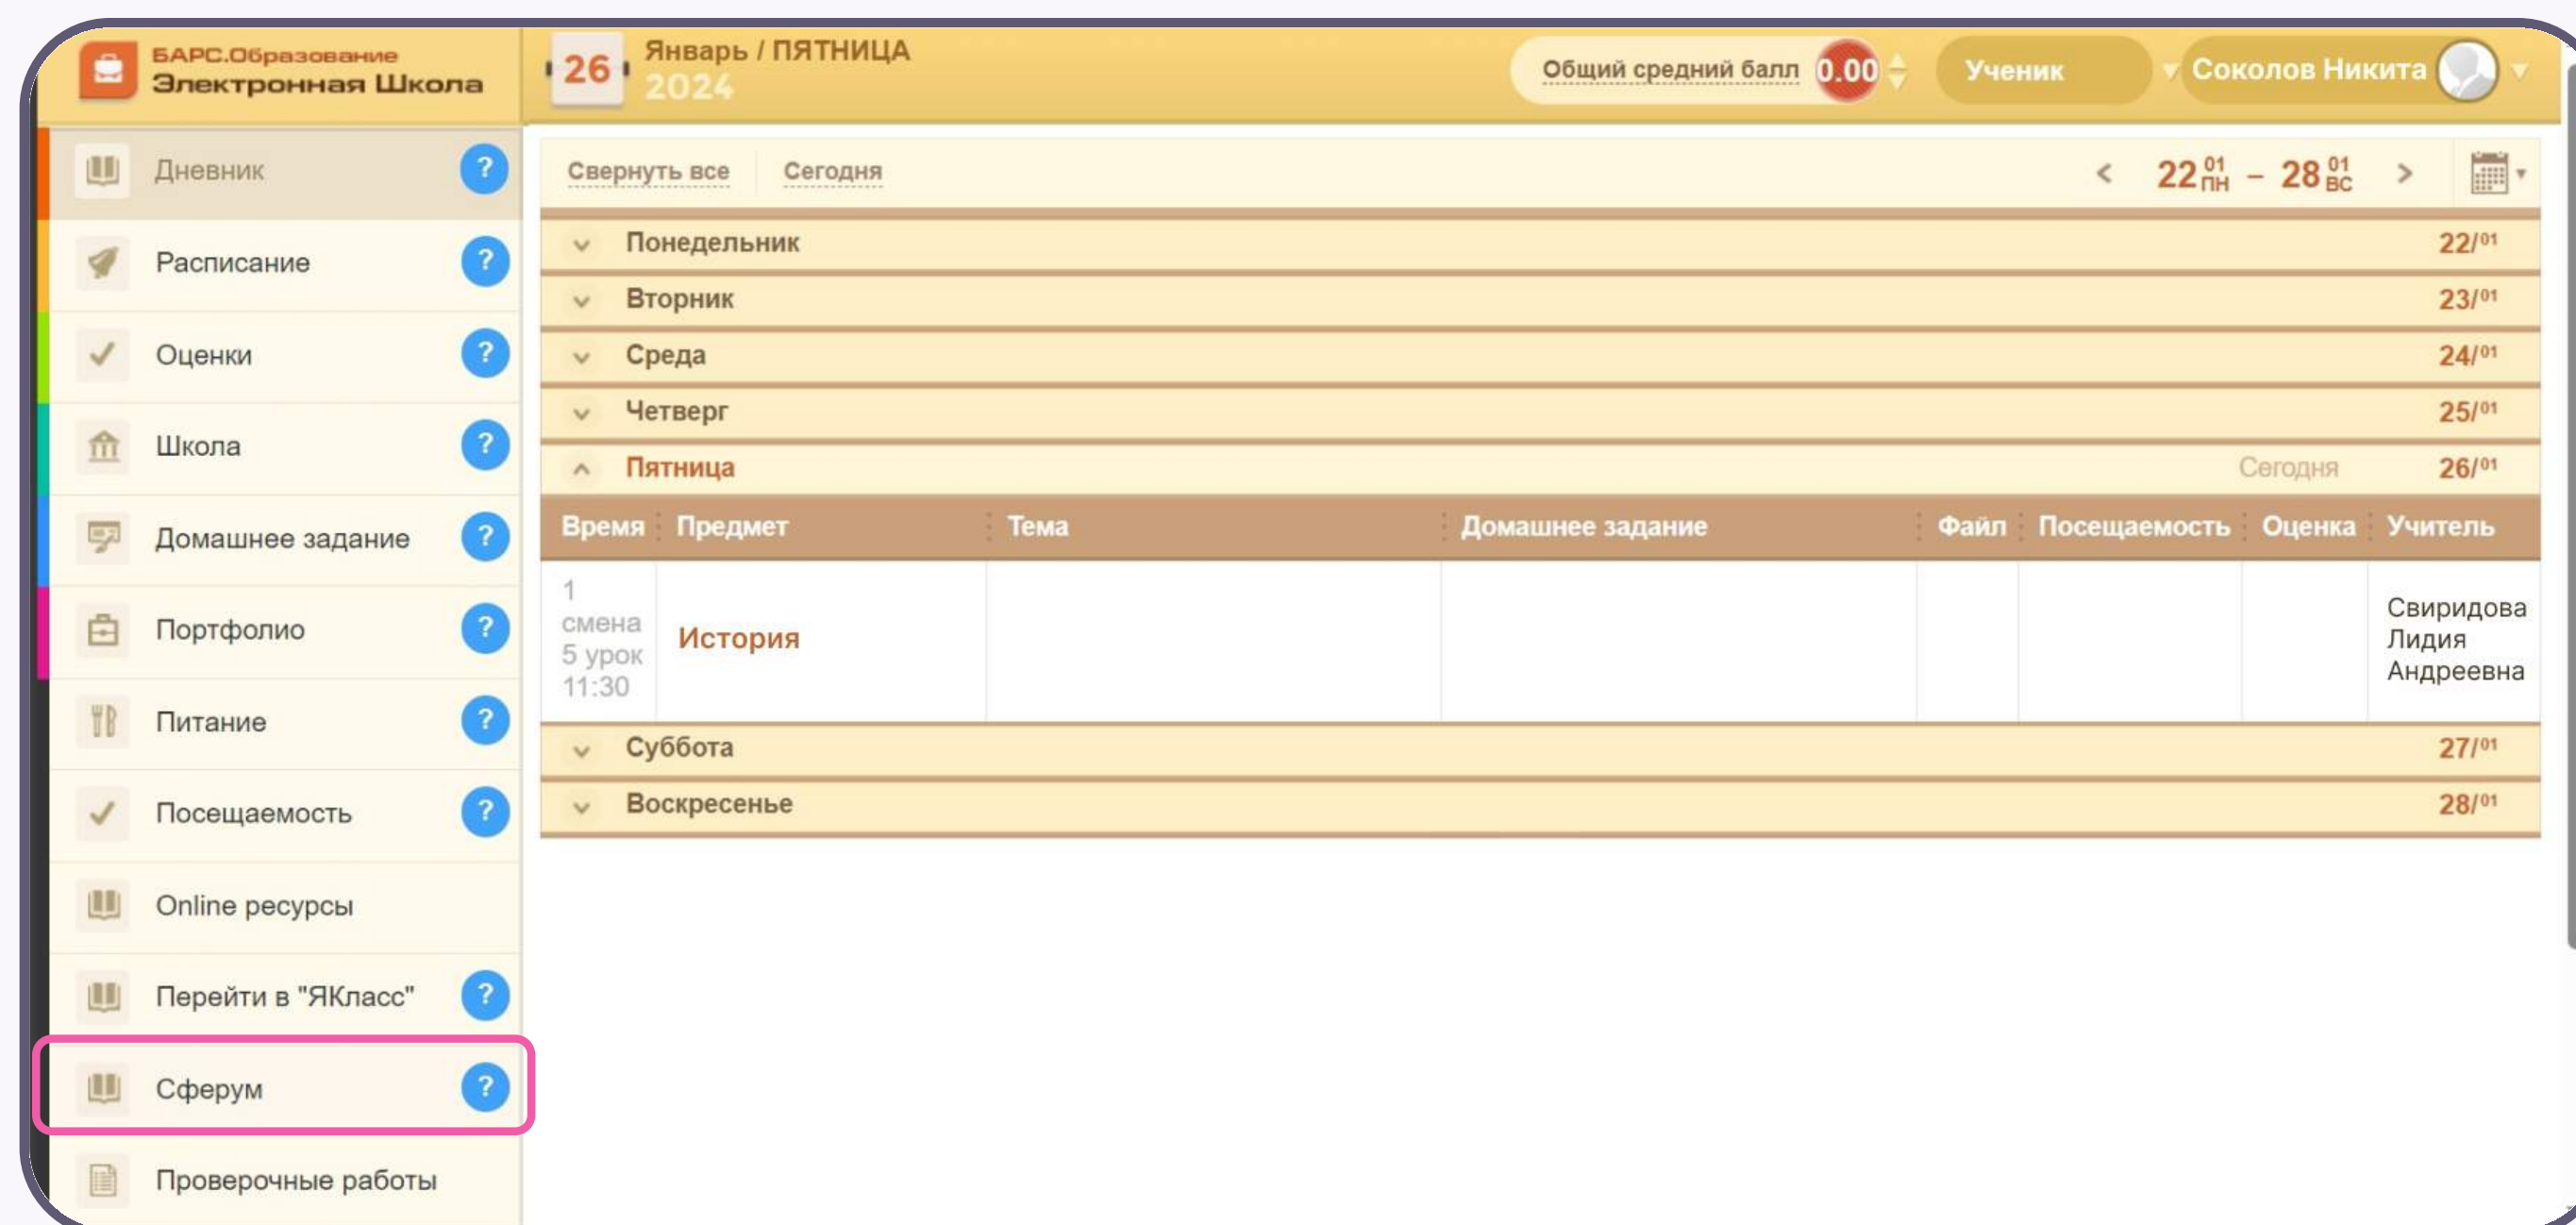 БАРС.Образование
Электронная Школа
26
Январь / ПЯТНИЦА
2024
Общий средний балл 0.00
Ученик
Соколов Никита
Дневник ?
Расписание ?
Оценки ?
Школа ?
Домашнее задание ?
Портфолио ?
Питание ?
Посещаемость ?
Online ресурсы
Перейти в "ЯКласс" ?
Сферум ?
Проверочные работы
Свернуть все Сегодня < 22 01 ПН – 28 01 ВС >
Понедельник 22/01
Вторник 23/01
Среда 24/01
Четверг 25/01
Пятница Сегодня 26/01
Время Предмет Тема Домашнее задание Файл Посещаемость Оценка Учитель
1
смена
5 урок
11:30
История
Свиридова
Лидия
Андреевна
Суббота 27/01
Воскресенье 28/01